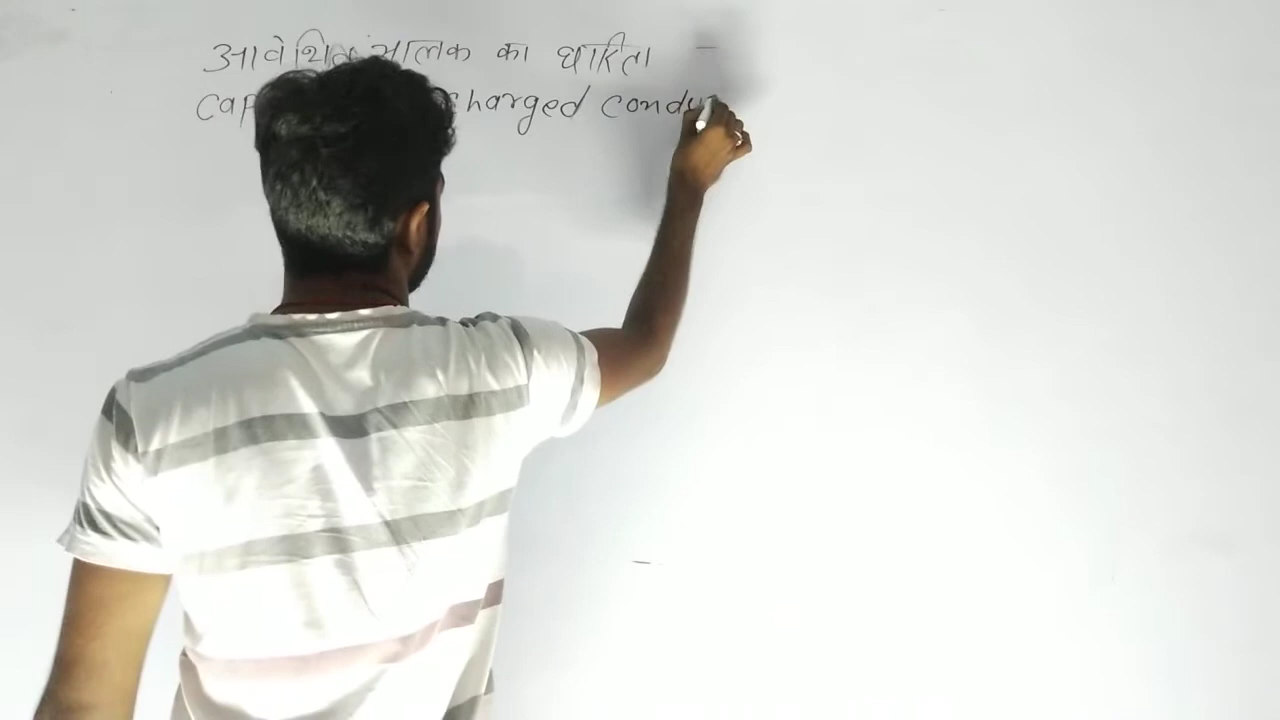 आवेशित चालक का धारिता –
Cap charged condu